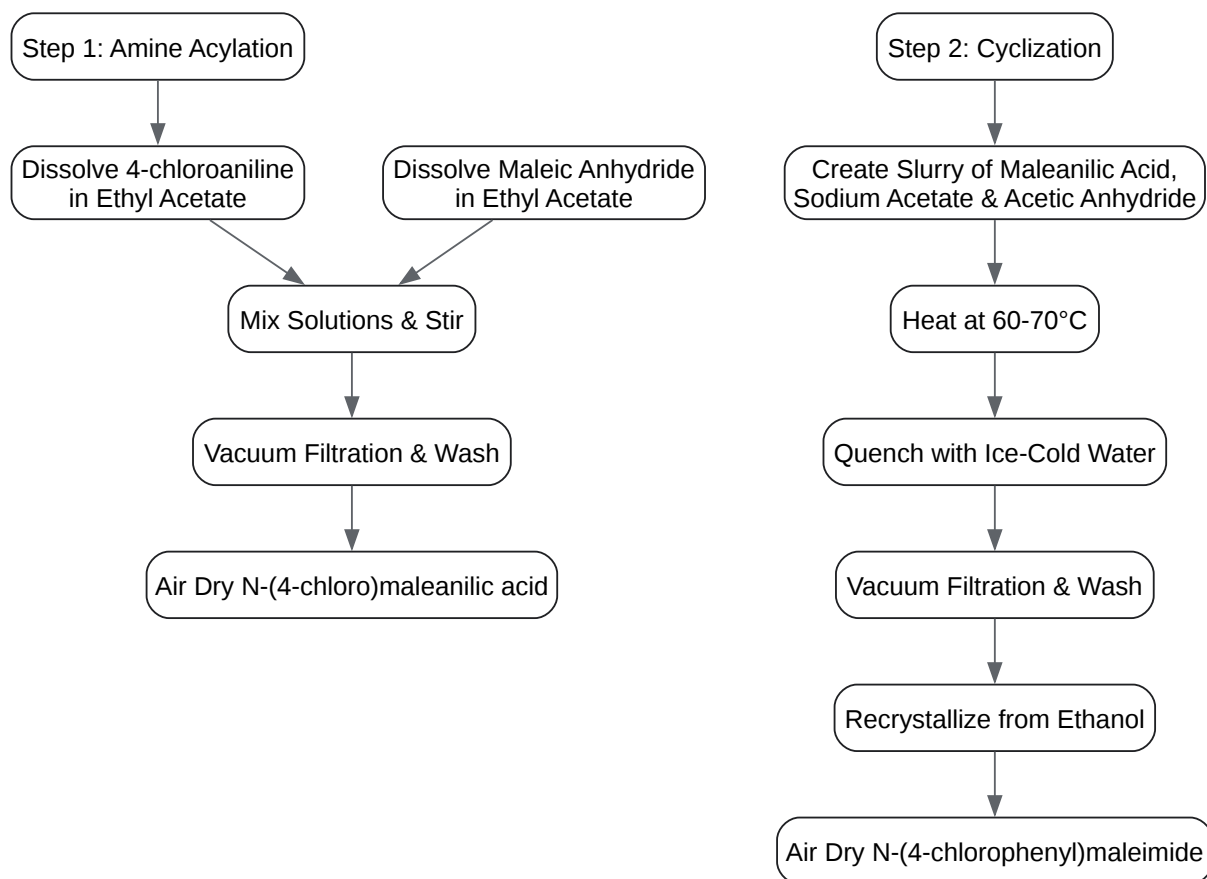 Step 1: Amine Acylation
Dissolve 4-chloroaniline
in Ethyl Acetate
Dissolve Maleic Anhydride
in Ethyl Acetate
Mix Solutions & Stir
Vacuum Filtration & Wash
Air Dry N-(4-chloro)maleanilic acid
Step 2: Cyclization
Create Slurry of Maleanilic Acid,
Sodium Acetate & Acetic Anhydride
Heat at 60-70°C
Quench with Ice-Cold Water
Vacuum Filtration & Wash
Recrystallize from Ethanol
Air Dry N-(4-chlorophenyl)maleimide